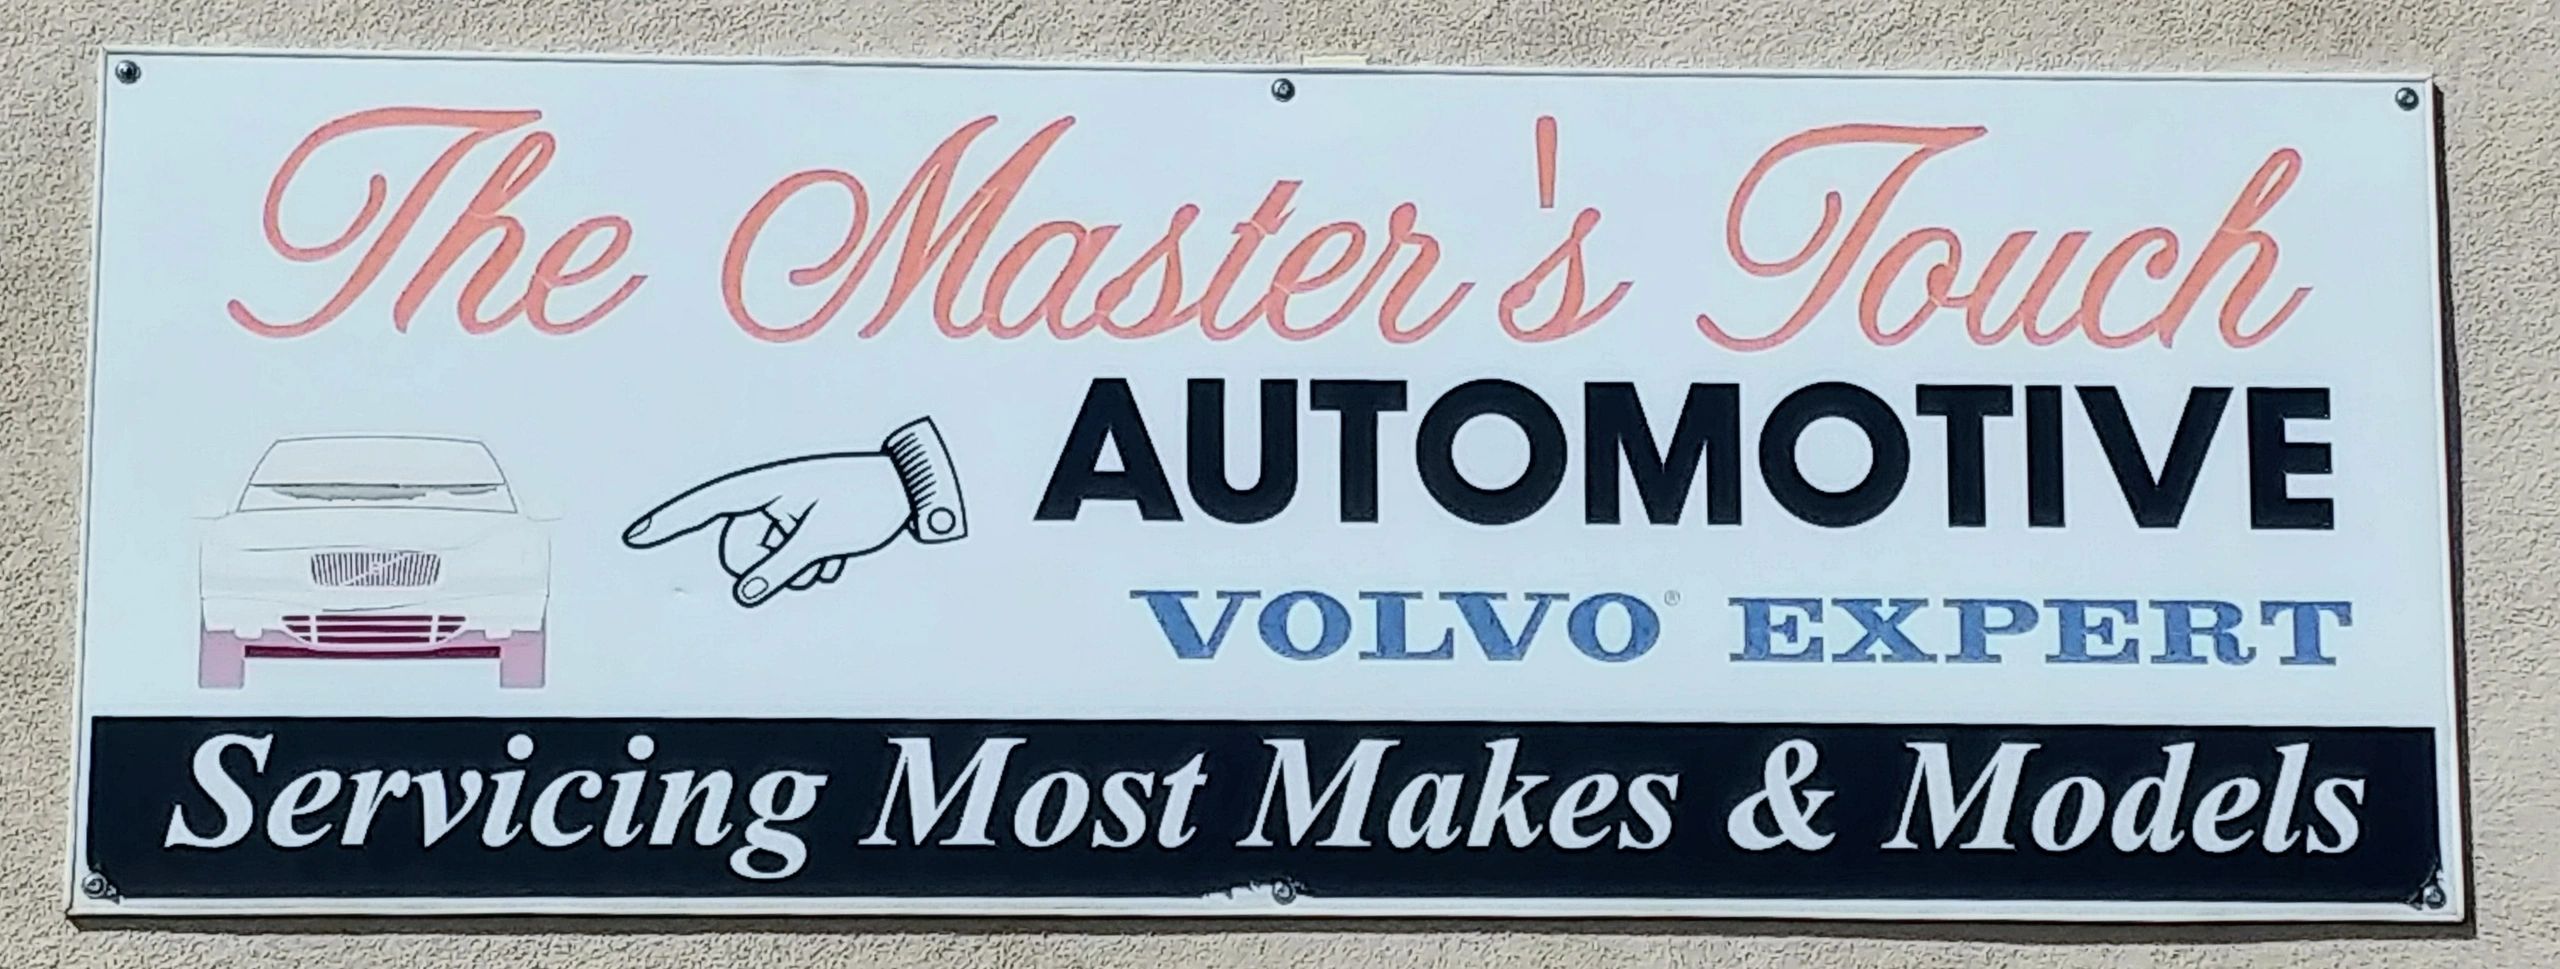 The Master's Touch
AUTOMOTIVE
VOLVO® EXPERT
Servicing Most Makes & Models